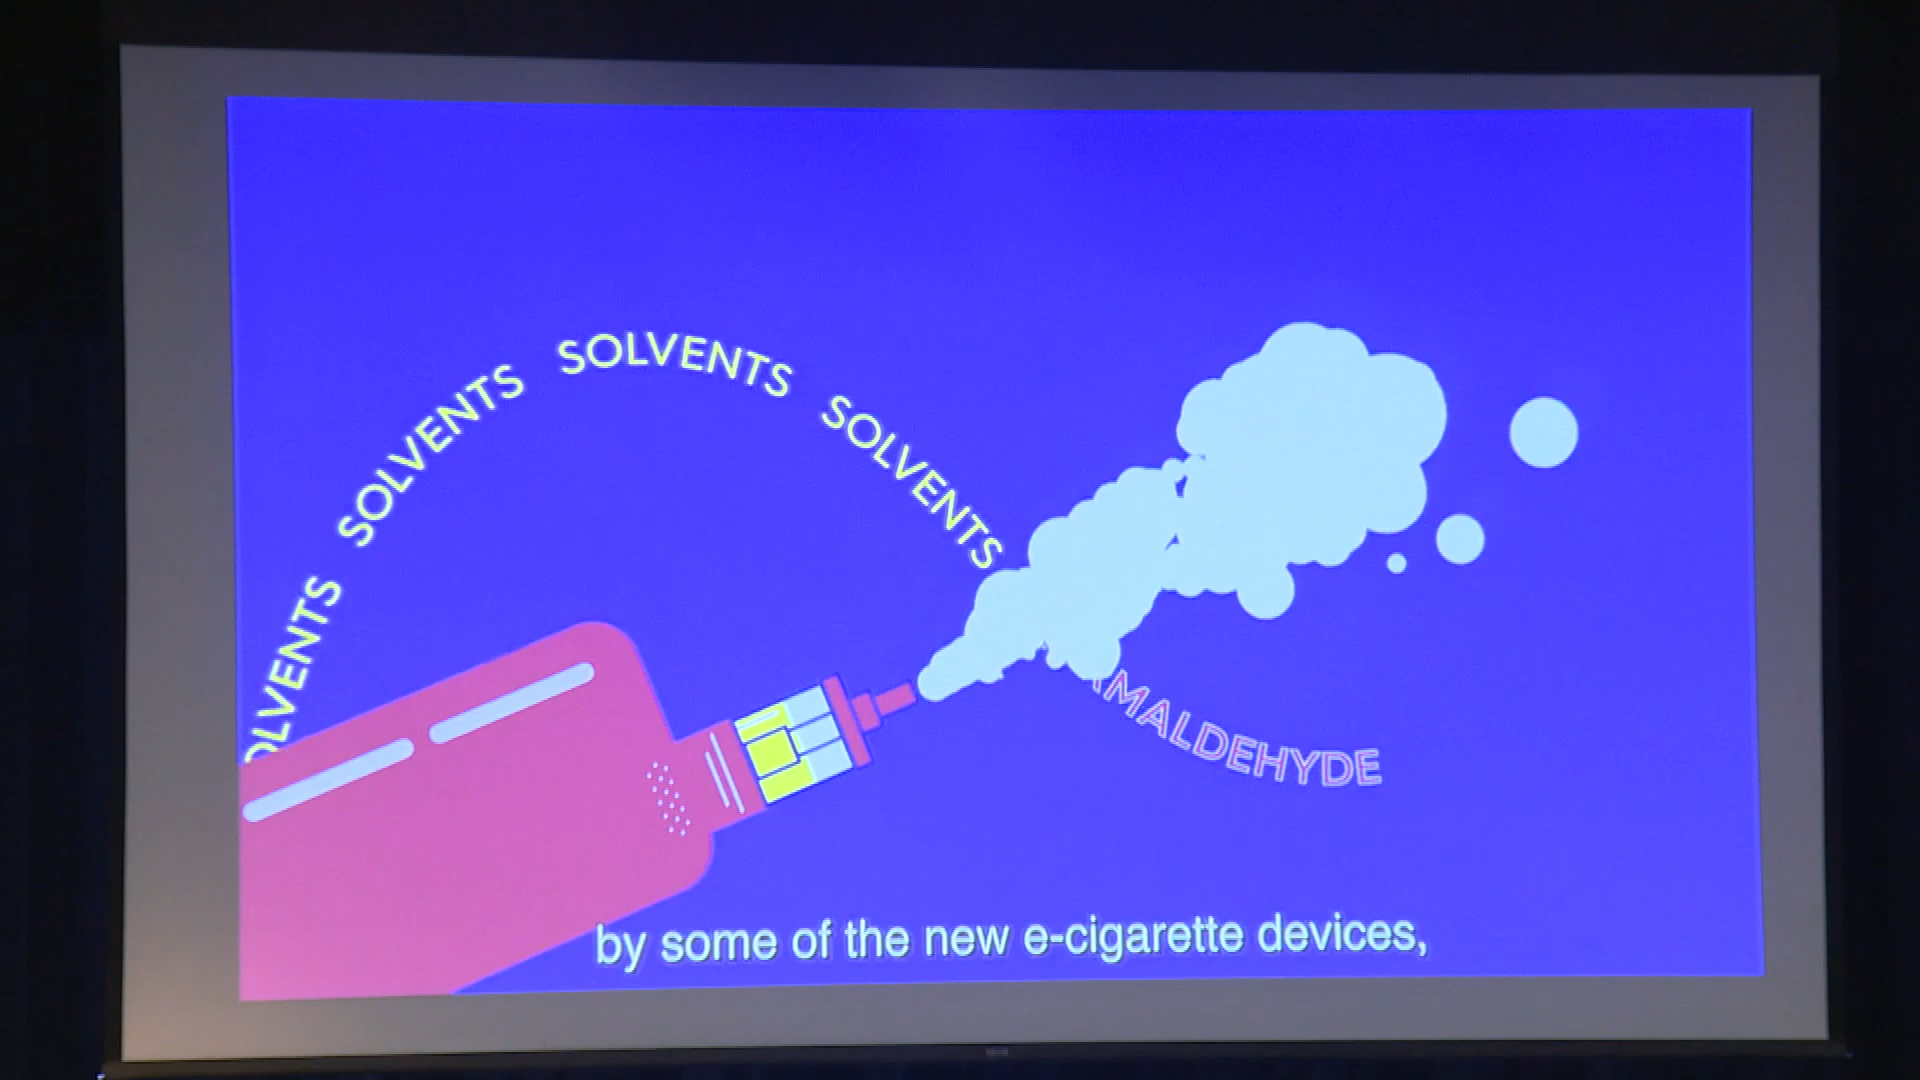 OLVENTS SOLVENTS SOLVENTS SOLVENTS
MALDEHYDE
by some of the new e-cigarette devices,